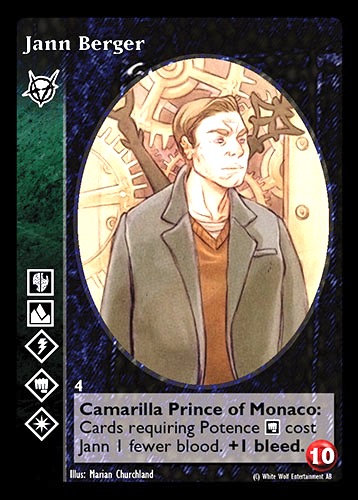 Jann Berger
4
Camarilla Prince of Monaco:
Cards requiring Potence cost
Jann 1 fewer blood. +1 bleed.
10
Illus: Marian Churchland
(C) White Wolf Entertainment AB